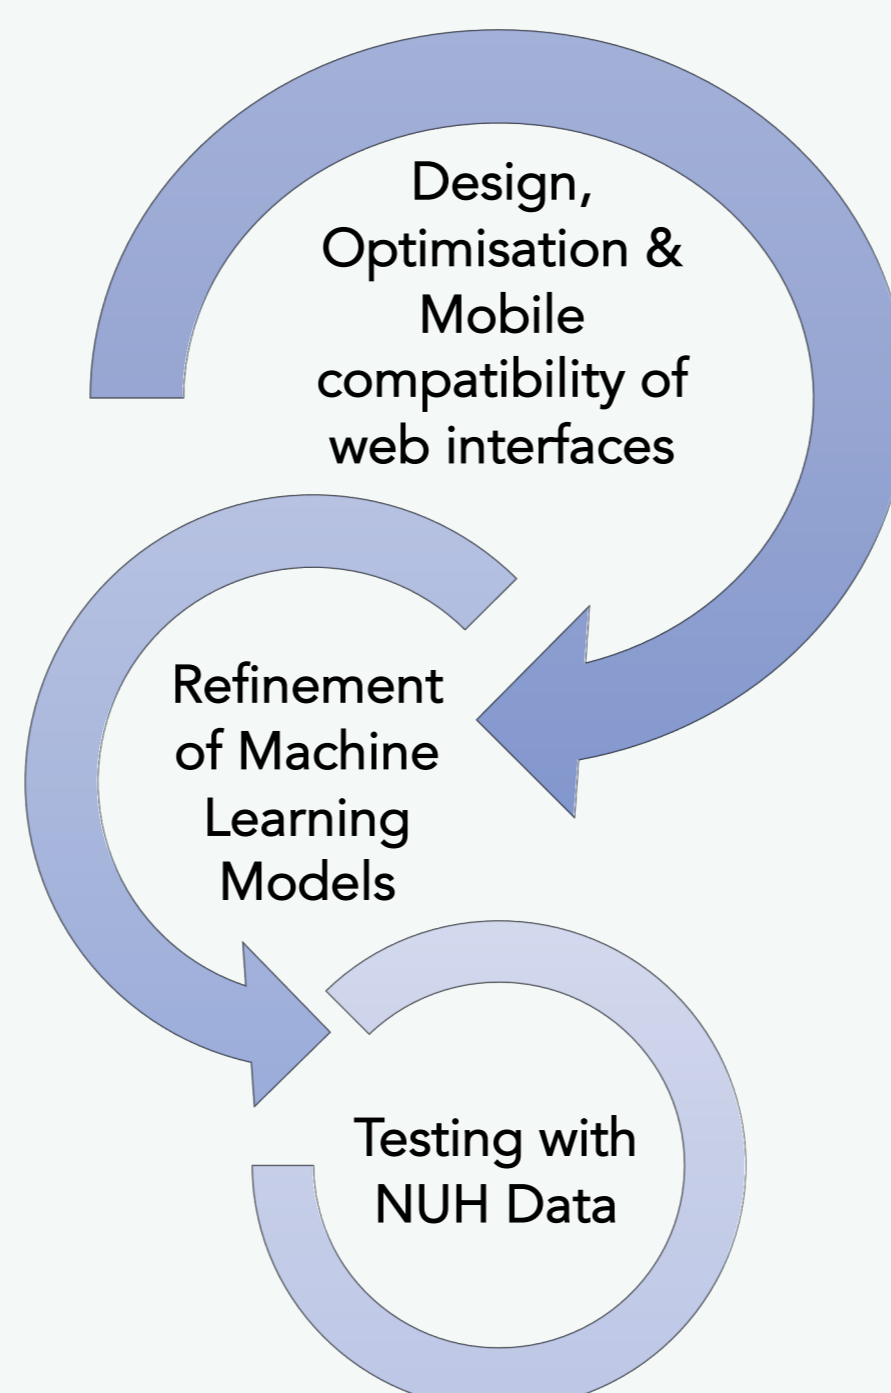 Design,
Optimisation &
Mobile
compatibility of
web interfaces
Refinement
of Machine
Learning
Models
Testing with
NUH Data